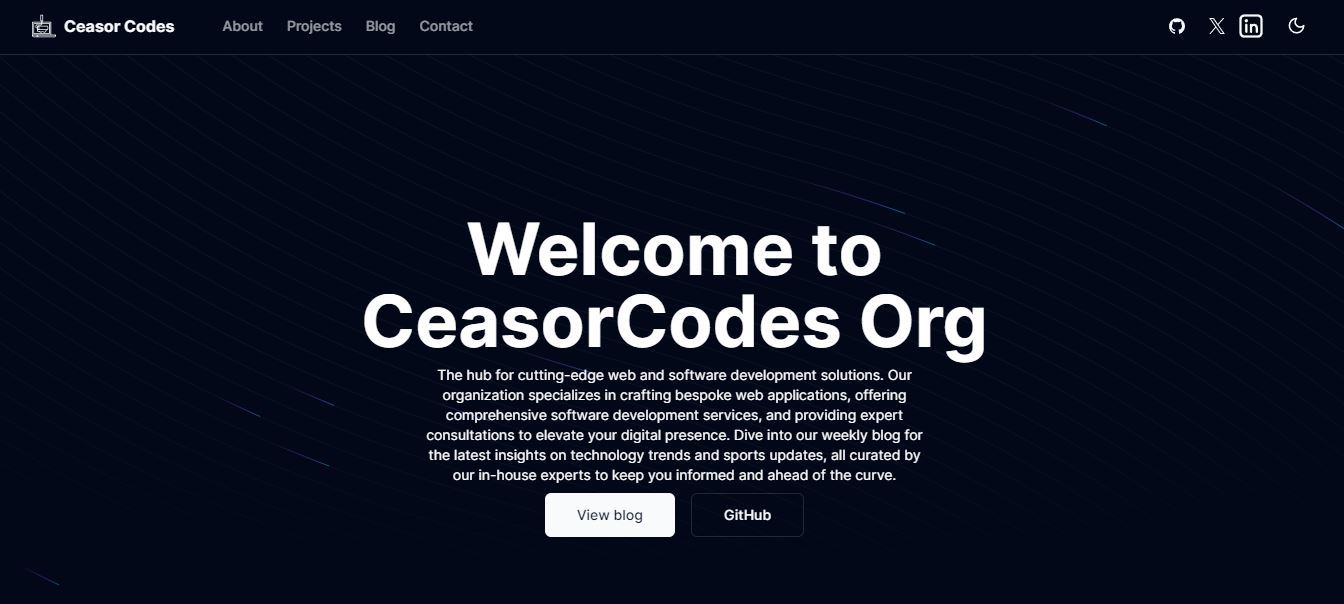 Ceasor Codes About Projects Blog Contact
Welcome to
CeasorCodes Org
The hub for cutting-edge web and software development solutions. Our
organization specializes in crafting bespoke web applications, offering
comprehensive software development services, and providing expert
consultations to elevate your digital presence. Dive into our weekly blog for
the latest insights on technology trends and sports updates, all curated by
our in-house experts to keep you informed and ahead of the curve.
View blog GitHub